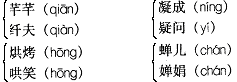 芊芊（qiān） 凝成（níng）
纤夫（qiàn） 疑问（yí）
烘烤（hōng） 蝉儿（chán）
哄笑（hōng） 婵娟（chán）